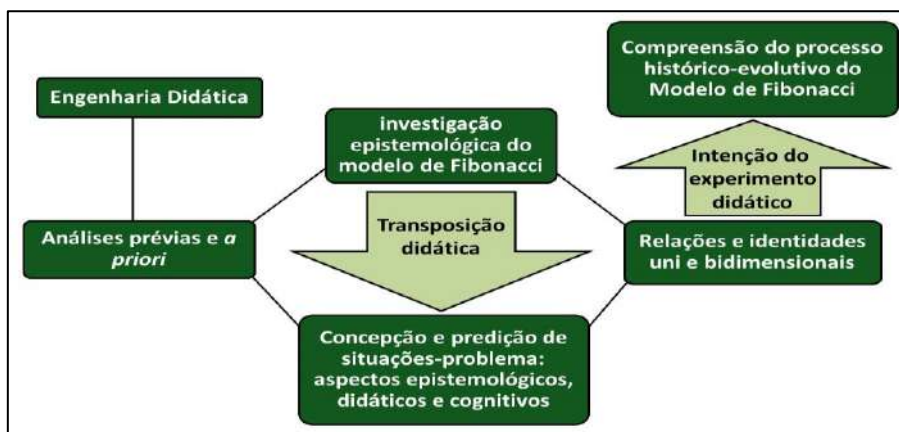 Engenharia Didática
Análises prévias e a
priori
investigação
epistemológica do
modelo de Fibonacci
Transposição
didática
Concepção e predição de
situações-problema:
aspectos epistemológicos,
didáticos e cognitivos
Compreensão do processo
histórico-evolutivo do
Modelo de Fibonacci
Intenção do
experimento
didático
Relações e identidades
uni e bidimensionais